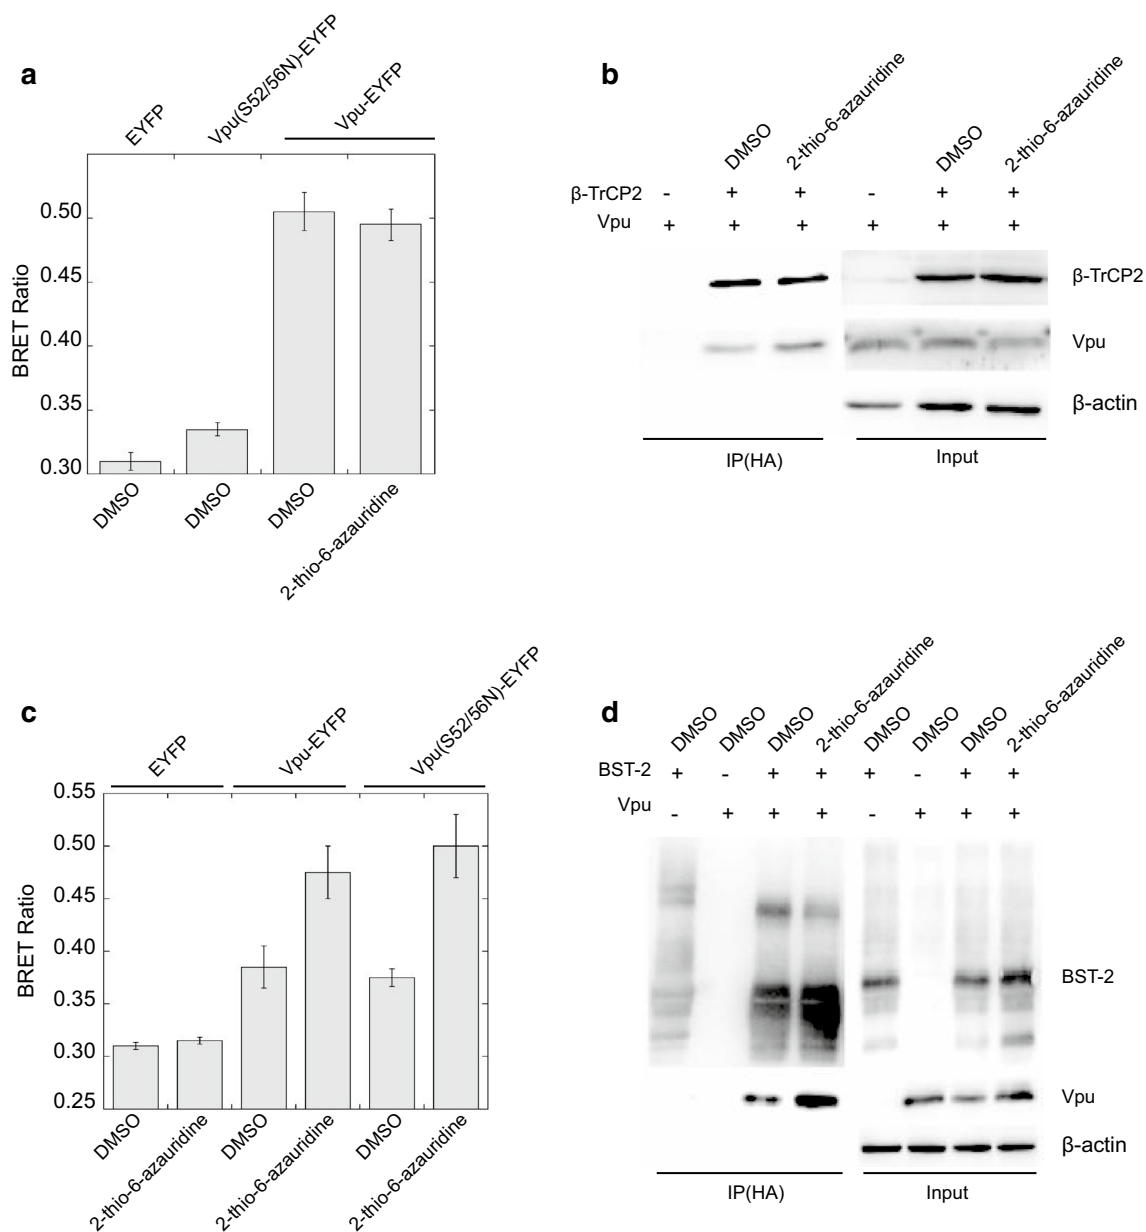 a
EYFP
Vpu(S52/56N)-EYFP
Vpu-EYFP
BRET Ratio
0.50
0.45
0.40
0.35
0.30
DMSO
DMSO
DMSO
2-thio-6-azauridine
b
DMSO
2-thio-6-azauridine
DMSO
2-thio-6-azauridine
β-TrCP2 - + + - + +
Vpu + + + + + +
β-TrCP2
Vpu
β-actin
IP(HA)
Input
c
EYFP
Vpu-EYFP
Vpu(S52/56N)-EYFP
BRET Ratio
0.55
0.50
0.45
0.40
0.35
0.30
0.25
DMSO
2-thio-6-azauridine
DMSO
2-thio-6-azauridine
DMSO
2-thio-6-azauridine
d
DMSO
DMSO
DMSO
2-thio-6-azauridine
DMSO
DMSO
DMSO
2-thio-6-azauridine
BST-2 + - + + + - + +
Vpu - + + + - + + +
BST-2
Vpu
β-actin
IP(HA)
Input